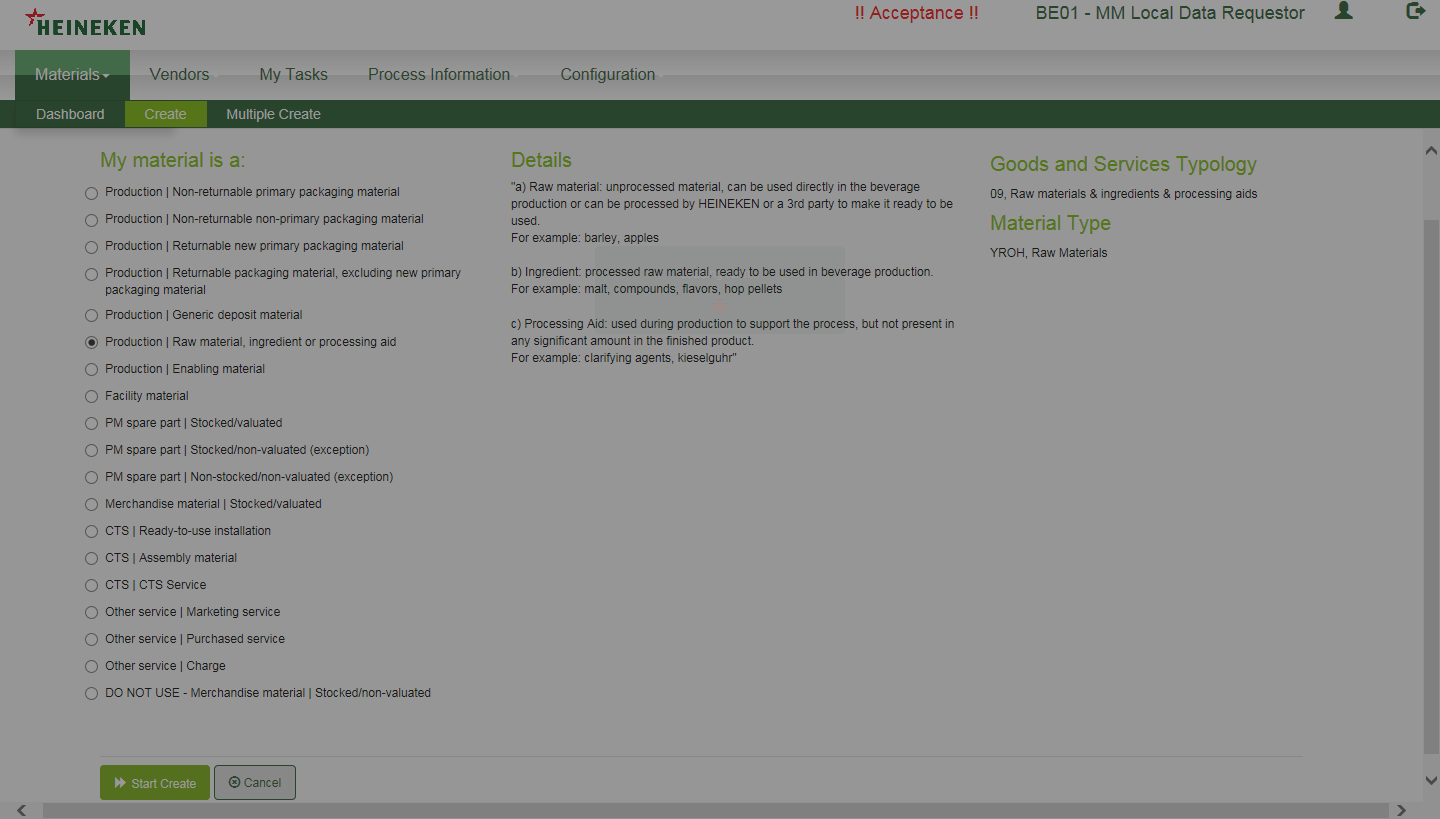 HEINEKEN
!! Acceptance !!
BE01 - MM Local Data Requestor
Materials
Vendors
My Tasks
Process Information
Configuration
Dashboard
Create
Multiple Create
My material is a:
Production | Non-returnable primary packaging material
Production | Non-returnable non-primary packaging material
Production | Returnable new primary packaging material
Production | Returnable packaging material, excluding new primary
packaging material
Production | Generic deposit material
Production | Raw material, ingredient or processing aid
Production | Enabling material
Facility material
PM spare part | Stocked/valuated
PM spare part | Stocked/non-valuated (exception)
PM spare part | Non-stocked/non-valuated (exception)
Merchandise material | Stocked/valuated
CTS | Ready-to-use installation
CTS | Assembly material
CTS | CTS Service
Other service | Marketing service
Other service | Purchased service
Other service | Charge
DO NOT USE - Merchandise material | Stocked/non-valuated
Details
"a) Raw material: unprocessed material, can be used directly in the beverage
production or can be processed by HEINEKEN or a 3rd party to make it ready to be
used.
For example: barley, apples
b) Ingredient: processed raw material, ready to be used in beverage production.
For example: malt, compounds, flavors, hop pellets
c) Processing Aid: used during production to support the process, but not present in
any significant amount in the finished product.
For example: clarifying agents, kieselguhr"
Goods and Services Typology
09, Raw materials & ingredients & processing aids
Material Type
YROH, Raw Materials
Start Create
Cancel